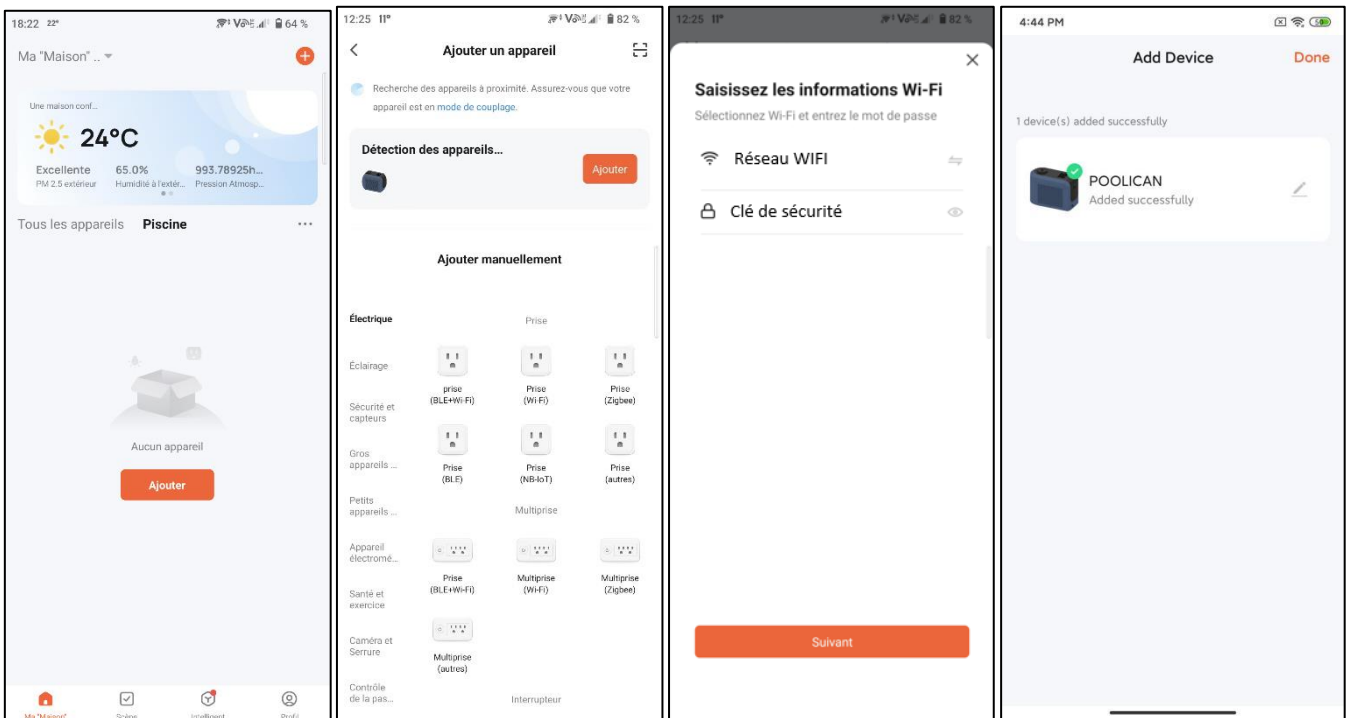 18:22 22°
64 %
Ma "Maison" ..
Une maison conf...
24°C
Excellente 65.0% 993.78925h...
PM 2.5 extérieur Humidité à l'extér... Pression Atmosp...
Tous les appareils Piscine ...
Aucun appareil
Ajouter
Ma "Maison" Scène Intelligent Profil
12:25 11°
82 %
Ajouter un appareil
Recherche des appareils à proximité. Assurez-vous que votre
appareil est en mode de couplage.
Détection des appareils...
Ajouter
Ajouter manuellement
Électrique
Prise
Éclairage
prise Prise Prise
(BLE+Wi-Fi) (Wi-Fi) (Zigbee)
Sécurité et
capteurs
Gros
appareils ...
Prise Prise Prise
(BLE) (NB-IoT) (autres)
Petits
appareils ...
Multiprise
Appareil
électromé...
Prise Multiprise Multiprise
(BLE+Wi-Fi) (Wi-Fi) (Zigbee)
Santé et
exercice
Caméra et
Serrure
Multiprise
(autres)
Contrôle
de la pas...
Interrupteur
12:25 11°
82 %
Saisissez les informations Wi-Fi
Sélectionnez Wi-Fi et entrez le mot de passe
Réseau WIFI
Clé de sécurité
Suivant
4:44 PM
50
Add Device Done
1 device(s) added successfully
POOLICAN
Added successfully